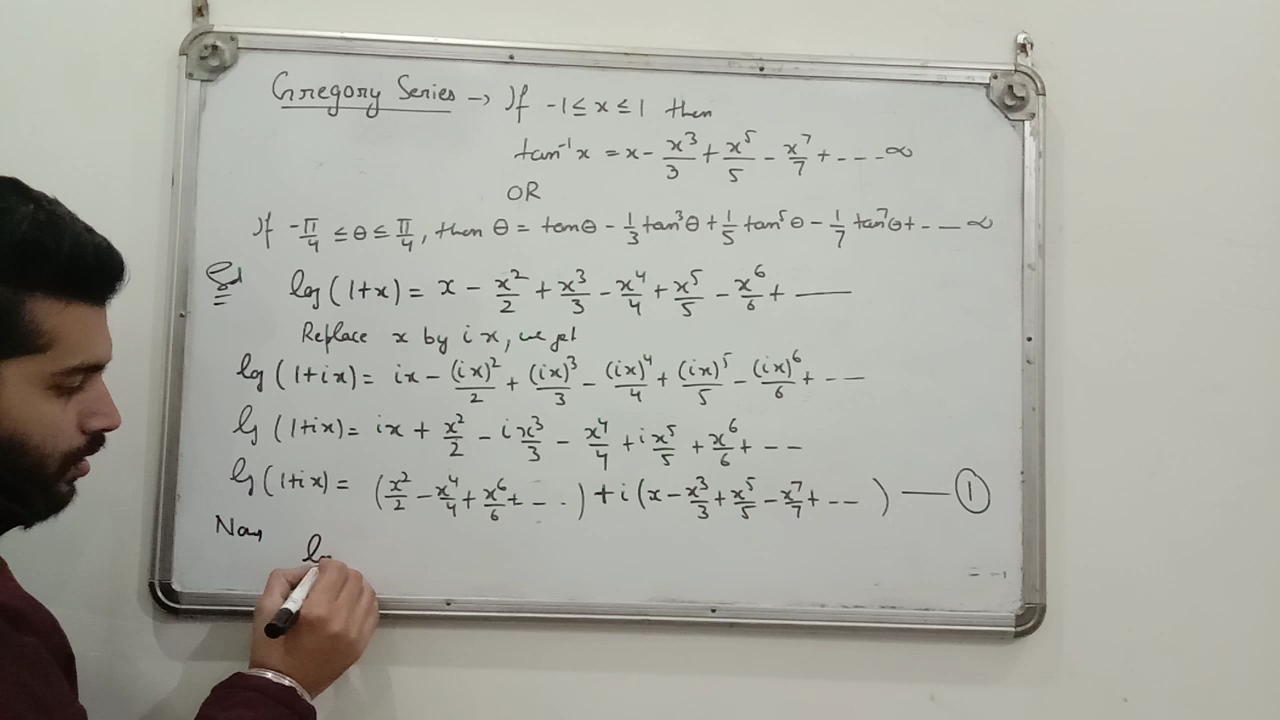 Gregory Series → If -1 ≤ x ≤ 1 then
tan⁻¹x = x - x³/3 + x⁵/5 - x⁷/7 + --- ∞
OR
If -π/4 ≤ θ ≤ π/4, then θ = tanθ - 1/3 tan³θ + 1/5 tan⁵θ - 1/7 tan⁷θ + -- ∞
Sol log(1+x) = x - x²/2 + x³/3 - x⁴/4 + x⁵/5 - x⁶/6 + ——
Replace x by ix, we get
log(1+ix) = ix - (ix)²/2 + (ix)³/3 - (ix)⁴/4 + (ix)⁵/5 - (ix)⁶/6 + ---
log(1+ix) = ix + x²/2 - ix³/3 - x⁴/4 + ix⁵/5 + x⁶/6 + --
log(1+ix) = (x²/2 - x⁴/4 + x⁶/6 + --.) + i(x - x³/3 + x⁵/5 - x⁷/7 + --) —— ①
Now,